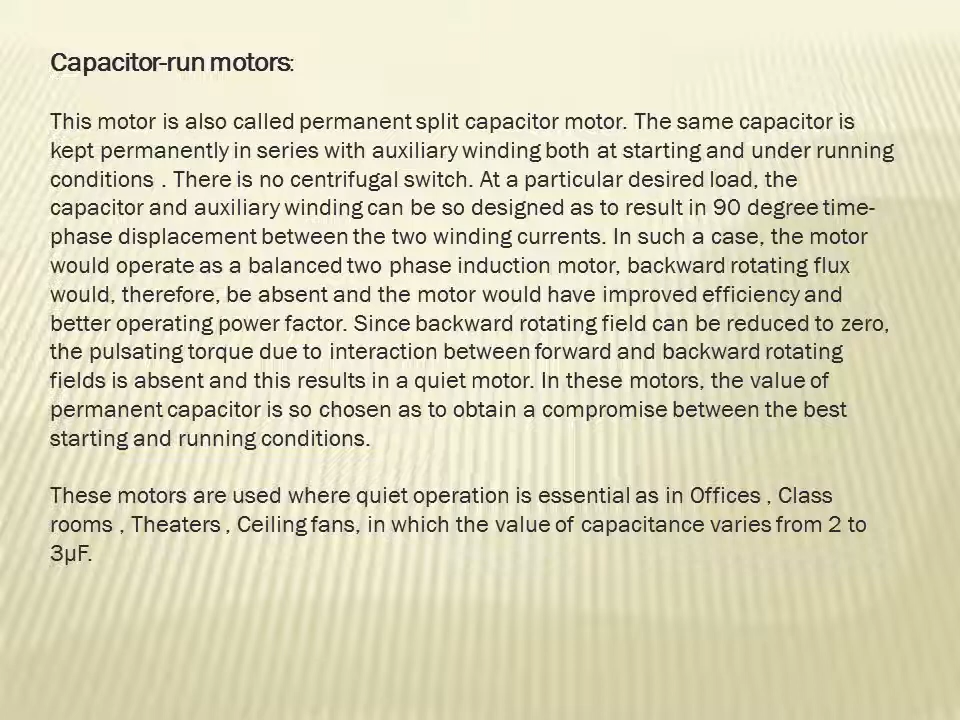 Capacitor-run motors:
This motor is also called permanent split capacitor motor. The same capacitor is
kept permanently in series with auxiliary winding both at starting and under running
conditions . There is no centrifugal switch. At a particular desired load, the
capacitor and auxiliary winding can be so designed as to result in 90 degree time-
phase displacement between the two winding currents. In such a case, the motor
would operate as a balanced two phase induction motor, backward rotating flux
would, therefore, be absent and the motor would have improved efficiency and
better operating power factor. Since backward rotating field can be reduced to zero,
the pulsating torque due to interaction between forward and backward rotating
fields is absent and this results in a quiet motor. In these motors, the value of
permanent capacitor is so chosen as to obtain a compromise between the best
starting and running conditions.
These motors are used where quiet operation is essential as in Offices , Class
rooms , Theaters , Ceiling fans, in which the value of capacitance varies from 2 to
3µF.